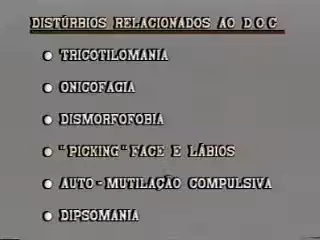 DISTÚRBIOS RELACIONADOS AO D O C
● TRICOTILOMANIA
● ONICOFAGIA
● DISMORFOFOBIA
● "PICKING" FACE E LÁBIOS
● AUTO-MUTILAÇÃO COMPULSIVA
● DIPSOMANIA